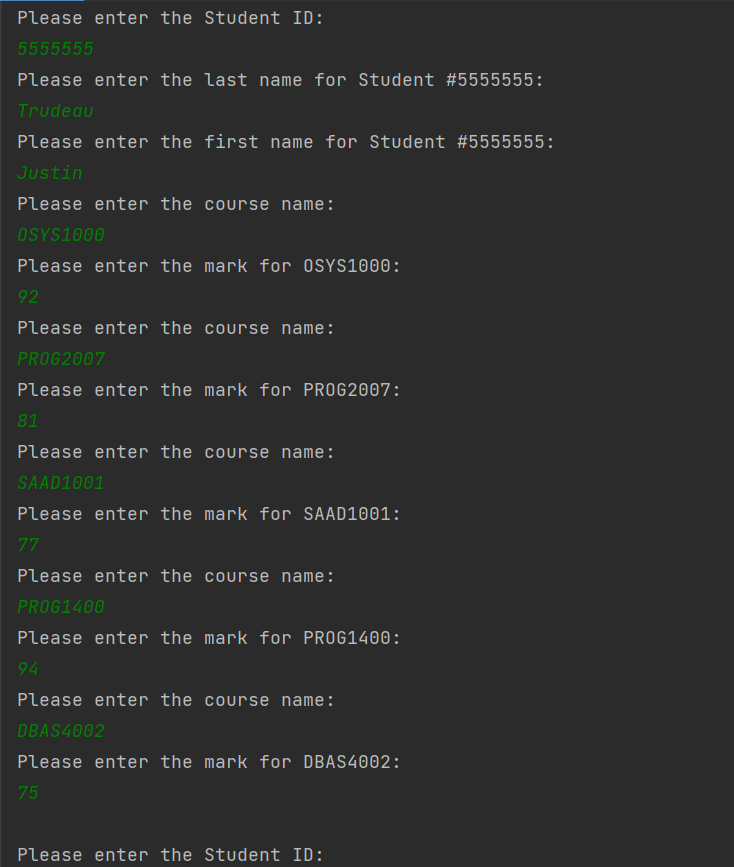 Please enter the Student ID:
5555555
Please enter the last name for Student #5555555:
Trudeau
Please enter the first name for Student #5555555:
Justin
Please enter the course name:
OSYS1000
Please enter the mark for OSYS1000:
92
Please enter the course name:
PROG2007
Please enter the mark for PROG2007:
81
Please enter the course name:
SAAD1001
Please enter the mark for SAAD1001:
77
Please enter the course name:
PROG1400
Please enter the mark for PROG1400:
94
Please enter the course name:
DBAS4002
Please enter the mark for DBAS4002:
75
Please enter the Student ID: